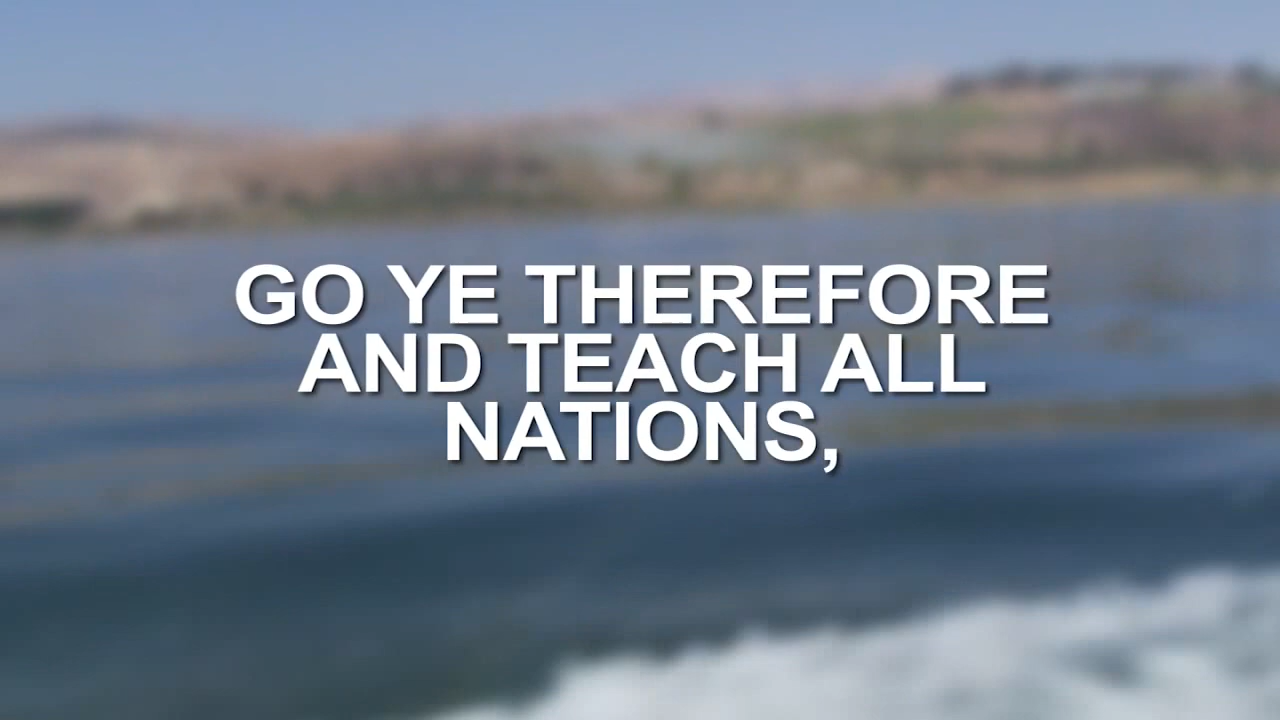 GO YE THEREFORE
AND TEACH ALL
NATIONS,